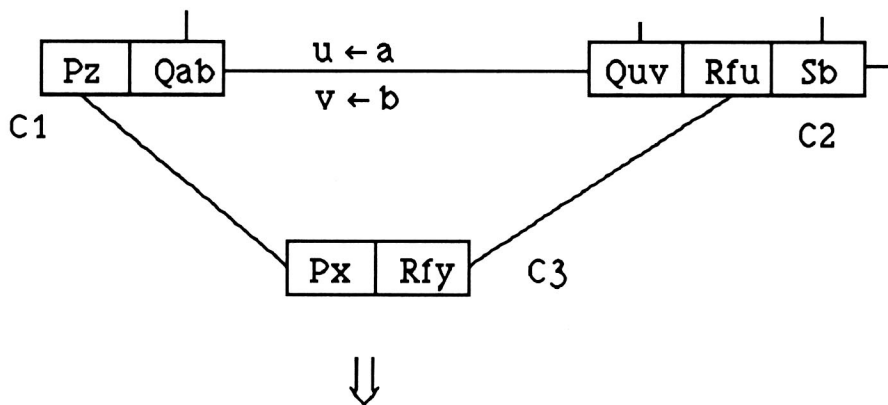 u ← a
Pz Qab Quv Rfu Sb
v ← b
C1 C2
Px Rfy C3